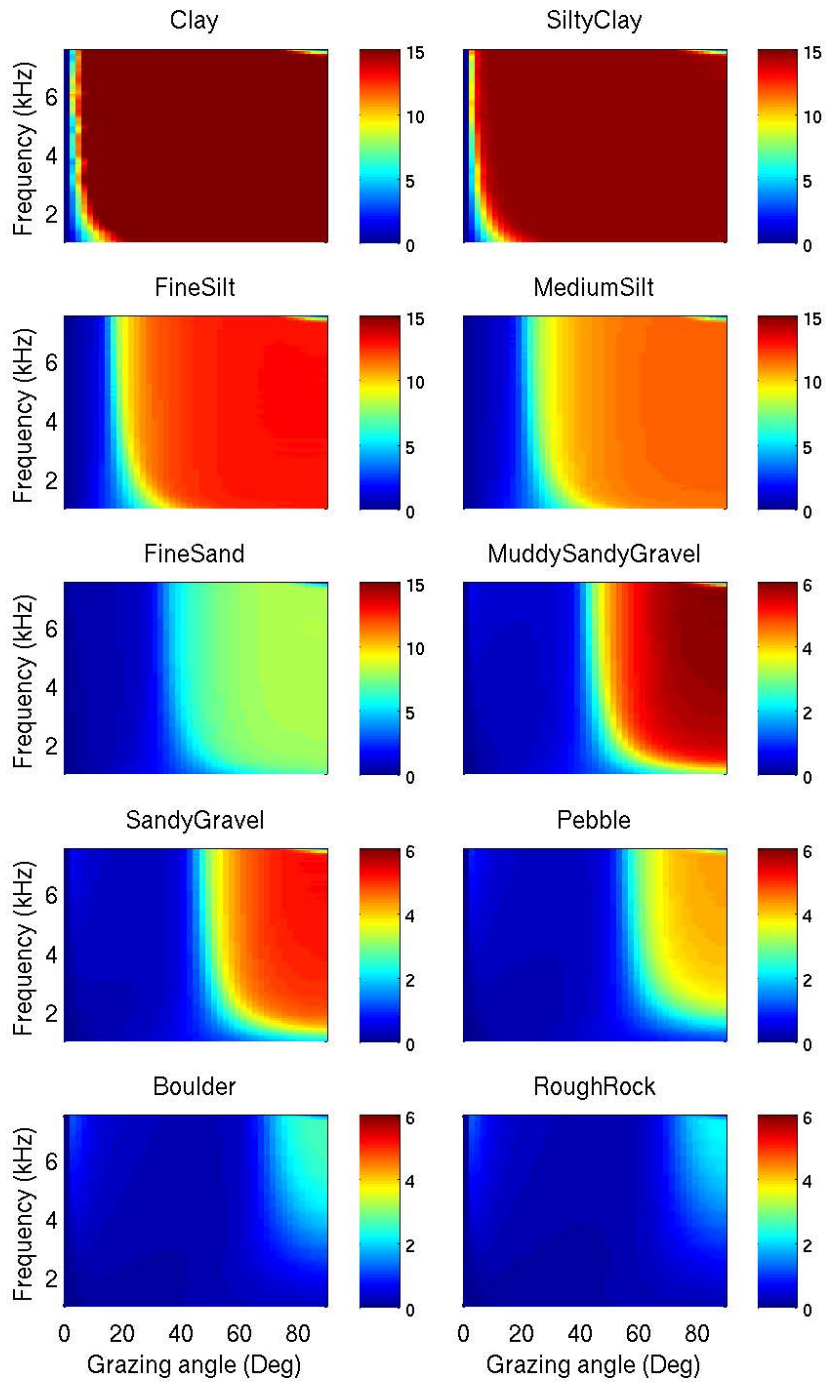 Clay SiltyClay
Frequency (kHz) 6 4 2 15 10 5 0 15 10 5 0
FineSilt MediumSilt
Frequency (kHz) 6 4 2 15 10 5 0 15 10 5 0
FineSand MuddySandyGravel
Frequency (kHz) 6 4 2 15 10 5 0 6 4 2 0
SandyGravel Pebble
Frequency (kHz) 6 4 2 6 4 2 0 6 4 2 0
Boulder RoughRock
Frequency (kHz) 6 4 2 6 4 2 0 6 4 2 0
0 20 40 60 80 0 20 40 60 80
Grazing angle (Deg) Grazing angle (Deg)